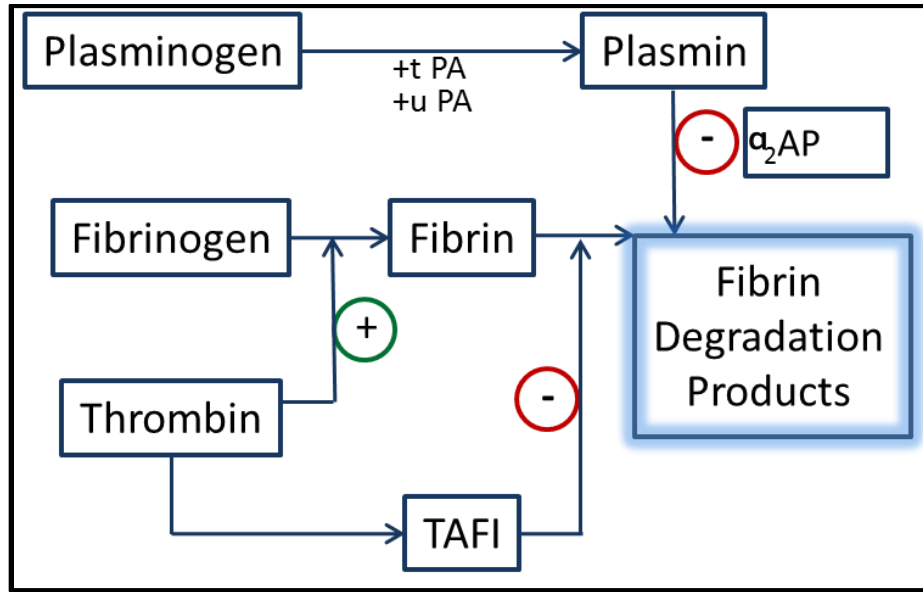 Plasminogen
+t PA
+u PA
Plasmin
-
α₂AP
Fibrinogen
Fibrin
Fibrin
Degradation
Products
+
-
Thrombin
TAFI